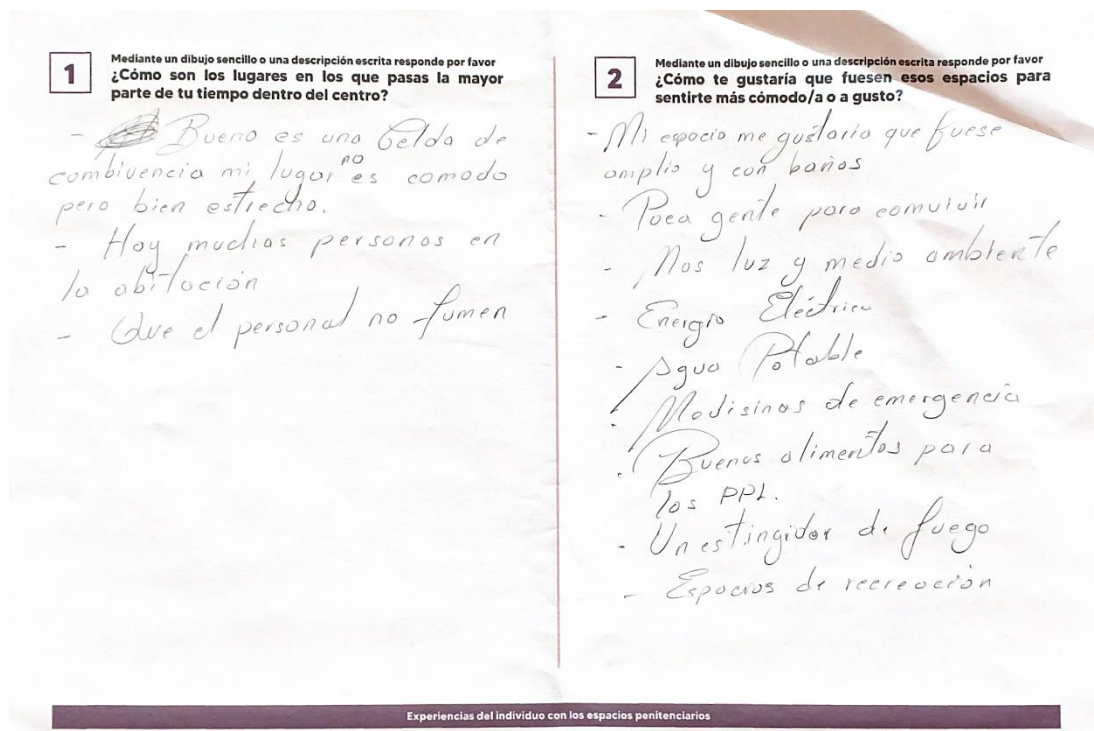 1
Mediante un dibujo sencillo o una descripción escrita responde por favor
¿Cómo son los lugares en los que pasas la mayor
parte de tu tiempo dentro del centro?
- Bueno es una Celda de
combivencia mi lugar no es comodo
pero bien estrecho.
- Hay muchas personas en
la abitación
- Que el personal no fumen
2
Mediante un dibujo sencillo o una descripción escrita responde por favor
¿Cómo te gustaría que fuesen esos espacios para
sentirte más cómodo/a o a gusto?
- Mi espacio me gustaria que fuese
amplio y con baños
- Poca gente para comvivir
- Mas luz y medio ambiente
- Energia Eléctrica
- Agua Potable
- Medisinas de emergencia
- Buenos alimentos para
los PPL.
- Un estingidor de fuego
- Espacios de recreación
Experiencias del individuo con los espacios penitenciarios